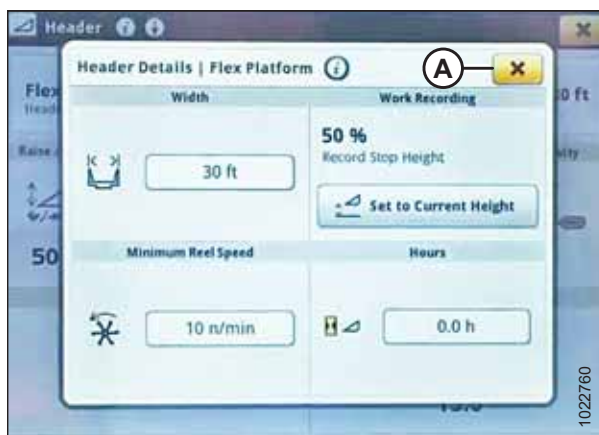 Header
Header Details | Flex Platform
A
Width
Work Recording
30 ft
50 %
Record Stop Height
Set to Current Height
Minimum Reel Speed
Hours
10 n/min
0.0 h
Flex
Raise
50
0 ft
1022760